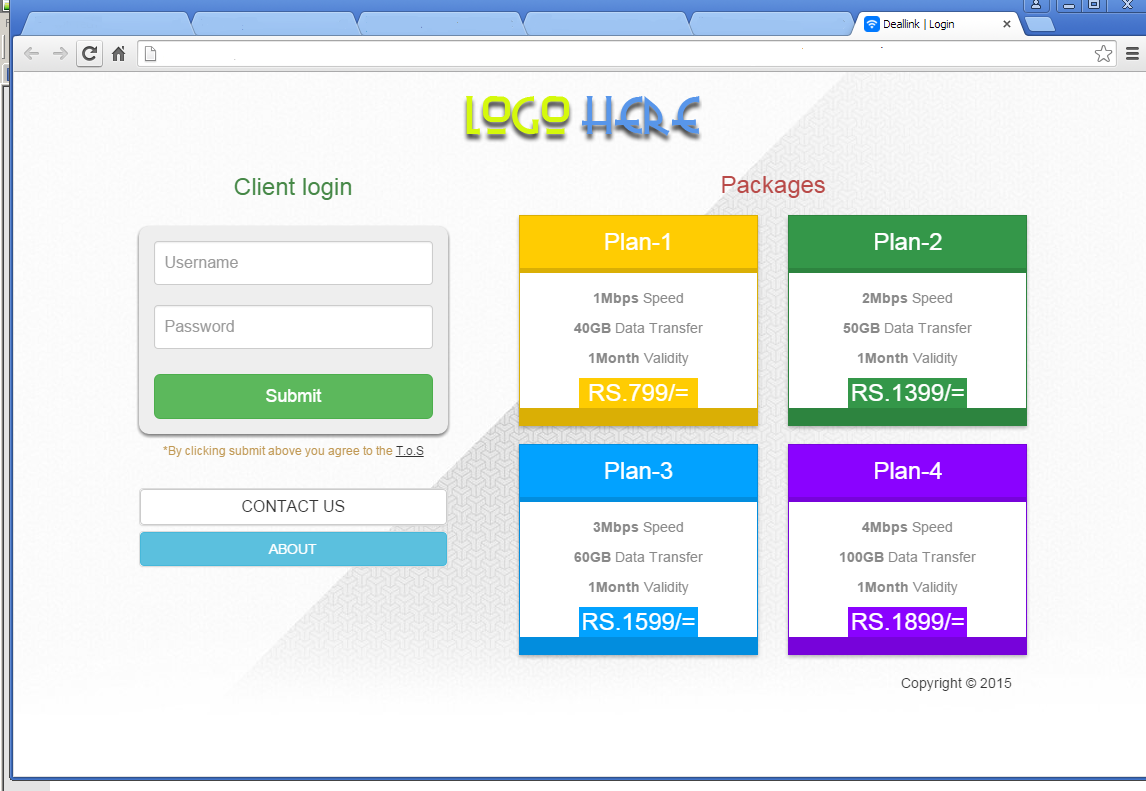 Deallink | Login
LOGO HERE
Client login
Username
Password
Submit
*By clicking submit above you agree to the T.o.S
CONTACT US
ABOUT
Packages
Plan-1
1Mbps Speed
40GB Data Transfer
1Month Validity
RS.799/=
Plan-2
2Mbps Speed
50GB Data Transfer
1Month Validity
RS.1399/=
Plan-3
3Mbps Speed
60GB Data Transfer
1Month Validity
RS.1599/=
Plan-4
4Mbps Speed
100GB Data Transfer
1Month Validity
RS.1899/=
Copyright © 2015